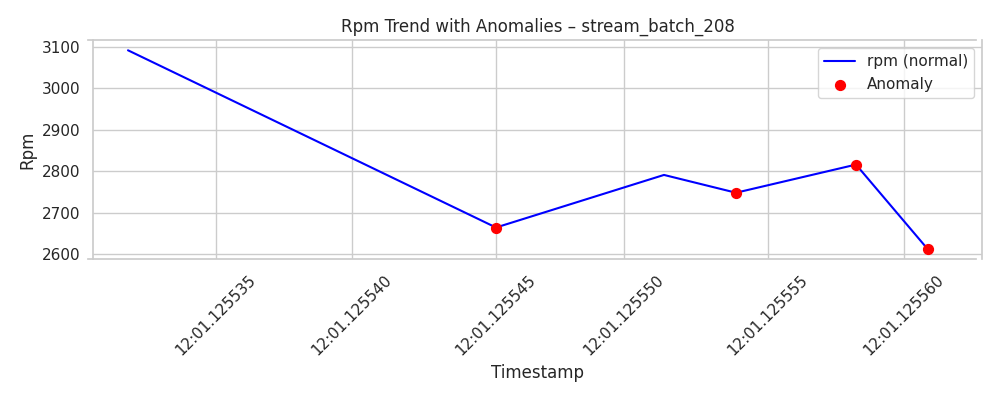 Rpm Trend with Anomalies – stream_batch_208
3100
3000
2900
2800
2700
2600
Rpm
rpm (normal)
Anomaly
12:01.125535
12:01.125540
12:01.125545
12:01.125550
12:01.125555
12:01.125560
Timestamp